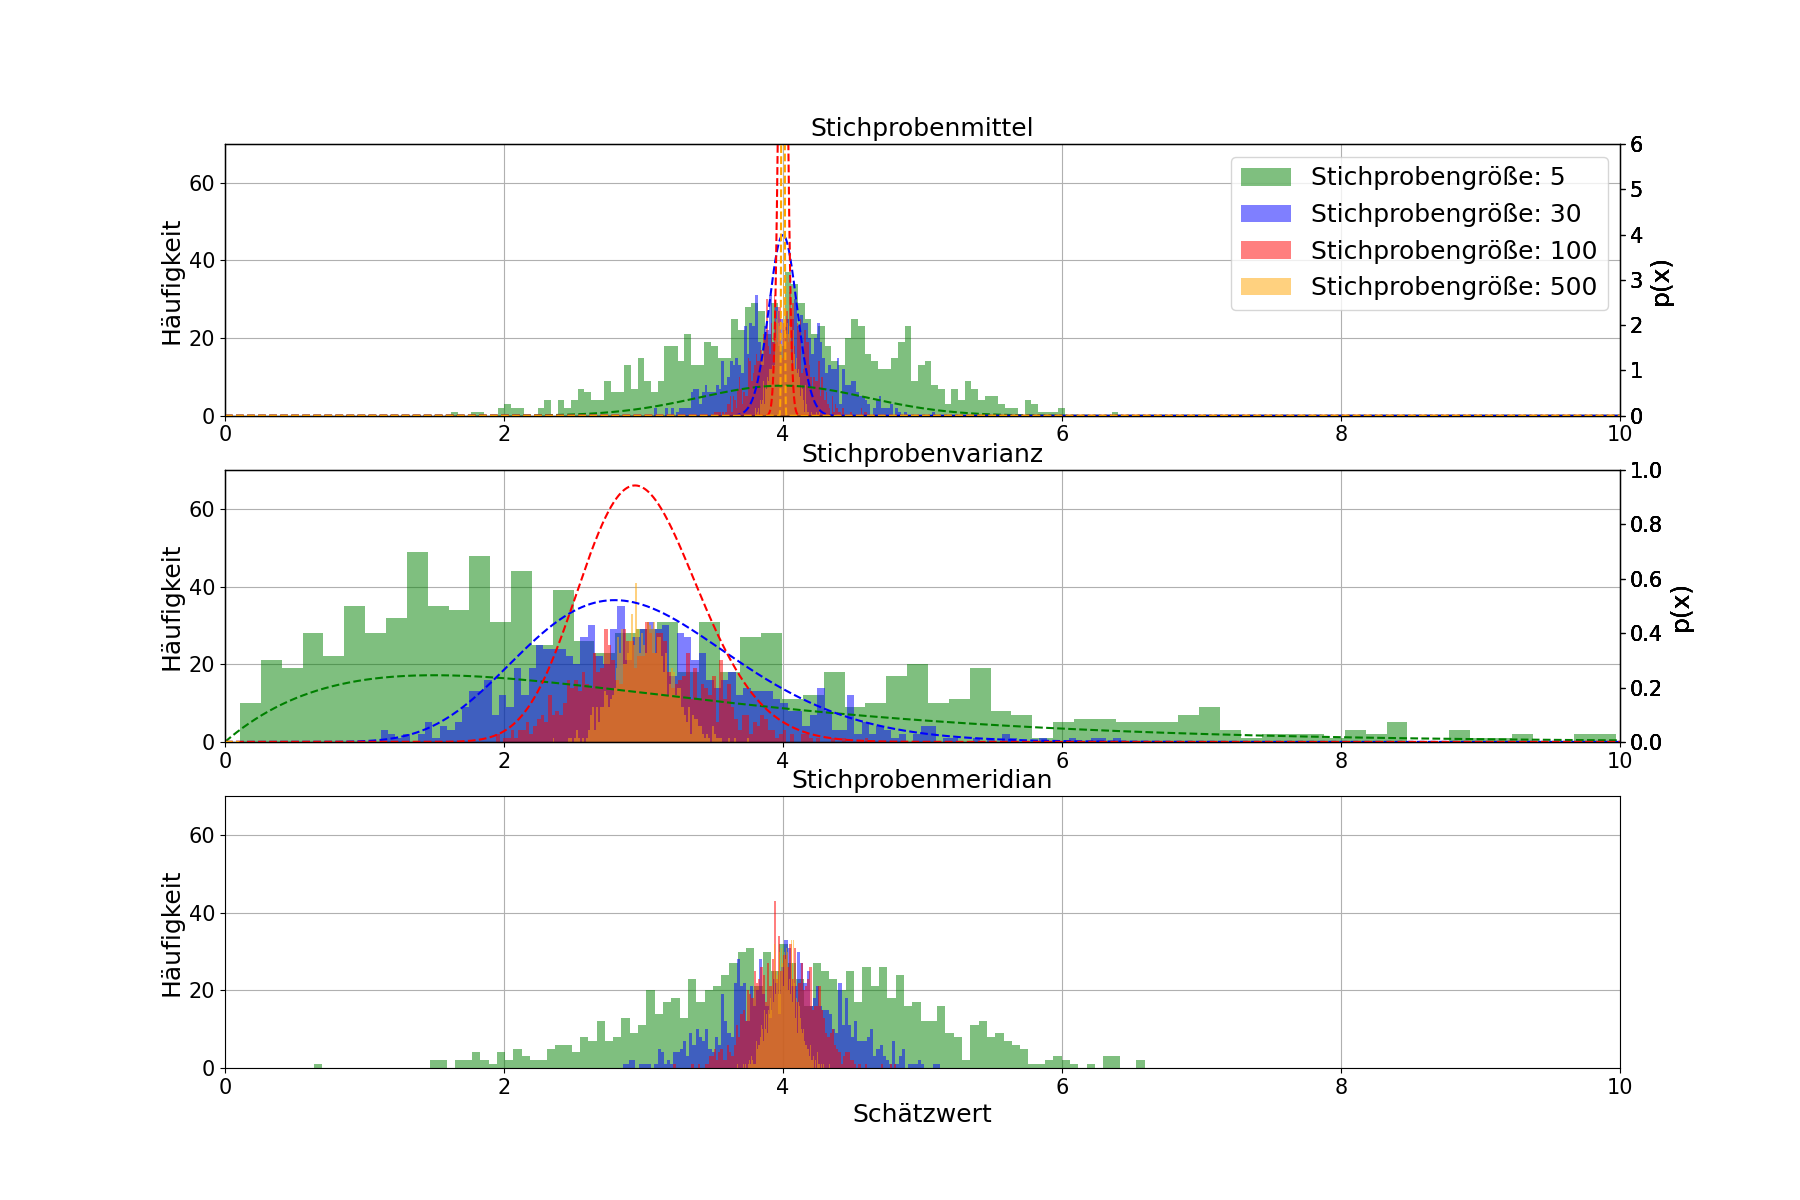 Stichprobenmittel
Häufigkeit
60
40
20
0
0 2 4 6 8 10
6
5
4
3
2
1
0
p(x)
Stichprobengröße: 5
Stichprobengröße: 30
Stichprobengröße: 100
Stichprobengröße: 500
Stichprobenvarianz
Häufigkeit
60
40
20
0
0 2 4 6 8 10
1.0
0.8
0.6
0.4
0.2
0.0
p(x)
Stichprobenmeridian
Häufigkeit
60
40
20
0
0 2 4 6 8 10
Schätzwert